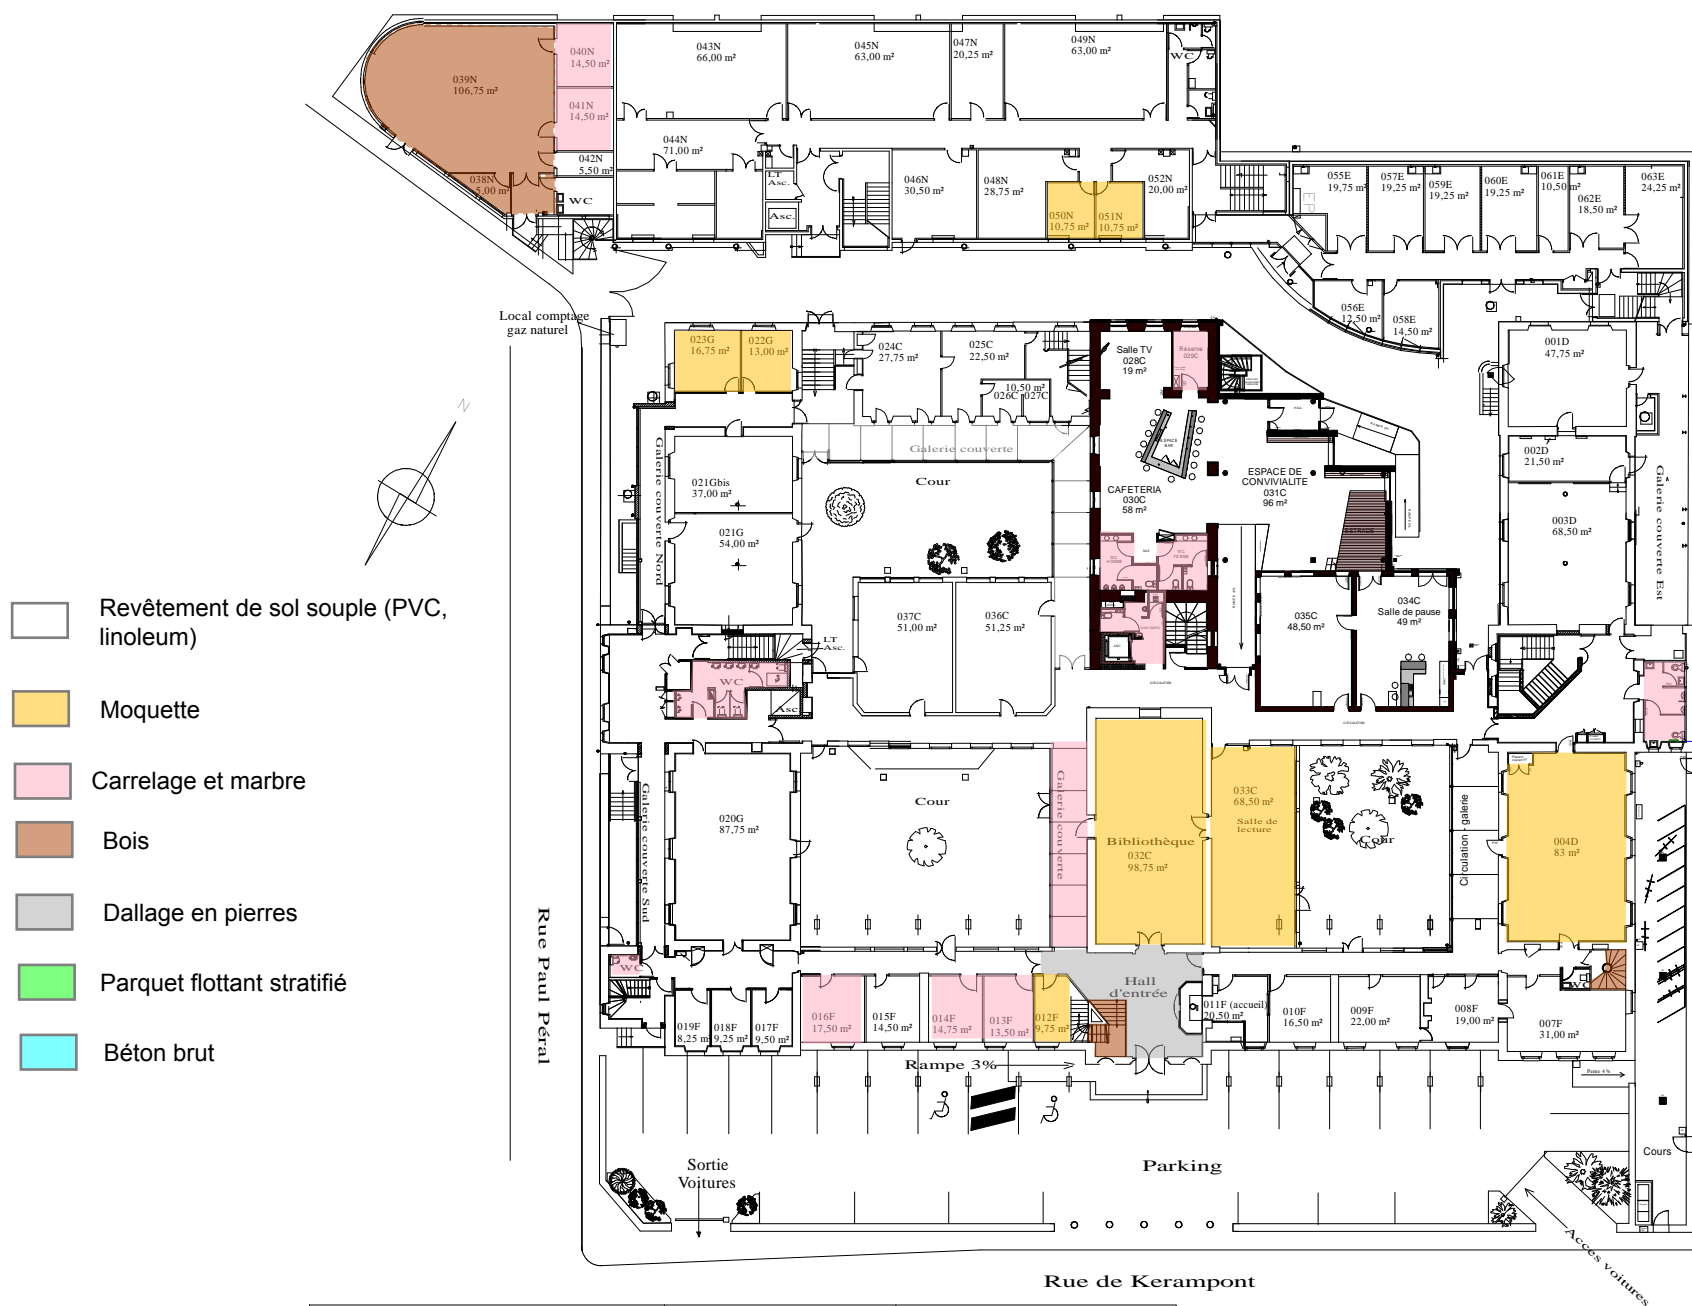 039N
106,75 m²
040N
14,50 m²
041N
14,50 m²
042N
5,50 m²
038N
5,00 m²
WC
043N
66,00 m²
044N
71,00 m²
045N
63,00 m²
047N
20,25 m²
049N
63,00 m²
WC
LT
Asc.
Asc.
046N
30,50 m²
048N
28,75 m²
050N
10,75 m²
051N
10,75 m²
052N
20,00 m²
EP
055E
19,75 m²
057E
19,25 m²
059E
19,25 m²
060E
19,25 m²
061E
10,50 m²
062E
18,50 m²
063E
24,25 m²
056E
12,50 m²
058E
14,50 m²
Local comptage
gaz naturel
023G
16,75 m²
022G
13,00 m²
024C
27,75 m²
025C
22,50 m²
10,50 m²
026C
027C
Salle TV
028C
19 m²
Réserve
029C
001D
47,75 m²
002D
21,50 m²
003D
68,50 m²
Galerie couverte Est
N
Galerie couverte Nord
Galerie couverte
021Gbis
37,00 m²
021G
54,00 m²
Cour
ESPACE
BAR
HALL
CAFETERIA
030C
58 m²
ESPACE DE
CONVIVIALITE
031C
96 m²
ESTRADE
WC
HOMME
SAS
WC
FEMME
037C
51,00 m²
036C
51,25 m²
035C
48,50 m²
034C
Salle de pause
49 m²
LT
Asc.
WC
Asc
CIRCULATION
CIRCULATION
Revêtement de sol souple (PVC,
linoleum)
Moquette
Carrelage et marbre
Bois
Dallage en pierres
Parquet flottant stratifié
Béton brut
Galerie couverte Sud
020G
87,75 m²
Cour
Galerie couverte
Bibliothèque
032C
98,75 m²
033C
68,50 m²
Salle de
lecture
Cour
Circulation - galerie
004D
83 m²
WC
Rue Paul Péral
019F
8,25 m
018F
9,25 m²
017F
9,50 m²
016F
17,50 m²
015F
14,50 m²
014F
14,75 m²
013F
13,50 m²
012F
9,75 m²
Hall
d'entrée
011F (accueil)
20,50 m²
010F
16,50 m²
009F
22,00 m²
008F
19,00 m²
007F
31,00 m²
WC
Rampe 3%
Pente 4%
Parking
Sortie
Voitures
Cours
Acces voitures
Rue de Kerampont